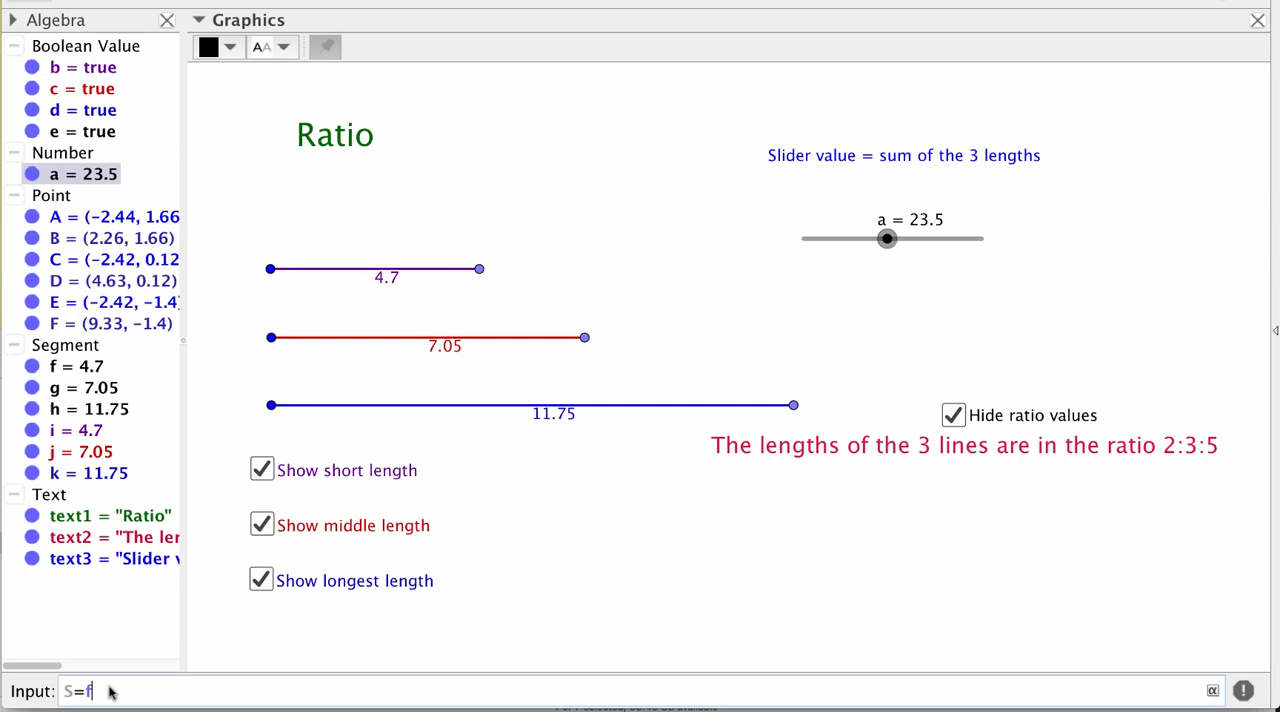 Algebra
Graphics
Boolean Value
b = true
c = true
d = true
e = true
Number
a = 23.5
Point
A = (−2.44, 1.66
B = (2.26, 1.66)
C = (−2.42, 0.12
D = (4.63, 0.12)
E = (−2.42, −1.4)
F = (9.33, −1.4)
Segment
f = 4.7
g = 7.05
h = 11.75
i = 4.7
j = 7.05
k = 11.75
Text
text1 = "Ratio"
text2 = "The ler
text3 = "Slider v
AA
Ratio
Slider value = sum of the 3 lengths
a = 23.5
4.7
7.05
11.75
Hide ratio values
The lengths of the 3 lines are in the ratio 2:3:5
Show short length
Show middle length
Show longest length
Input: S=f
α